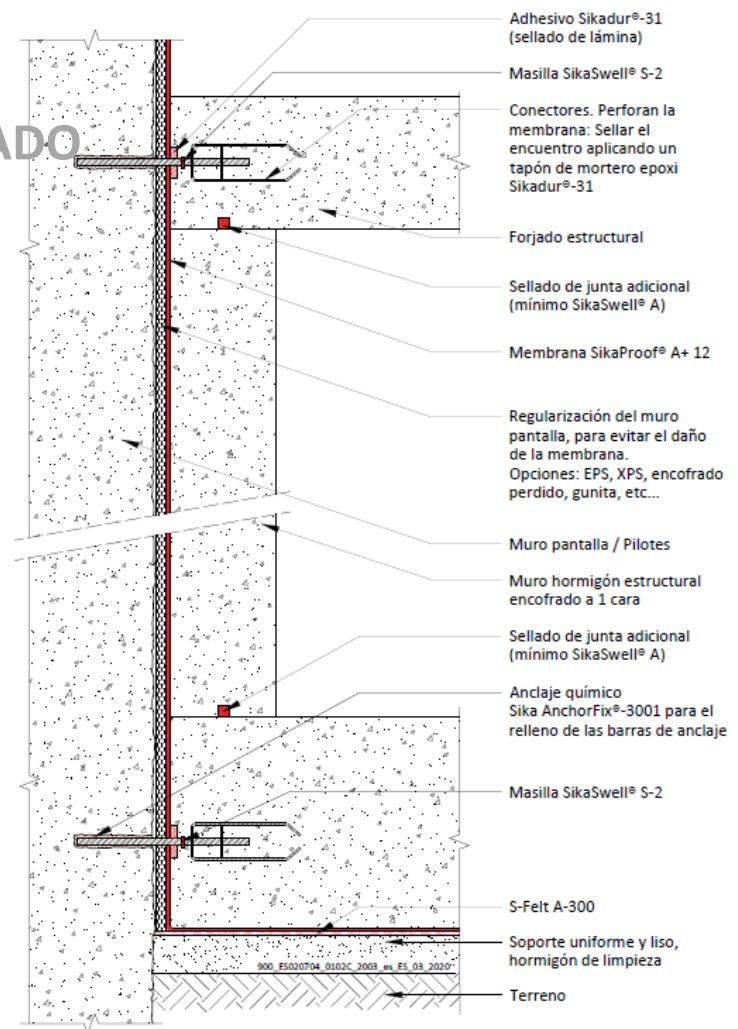 Adhesivo Sikadur®-31
(sellado de lámina)
Masilla SikaSwell® S-2
Conectores. Perforan la
membrana: Sellar el
encuentro aplicando un
tapón de mortero epoxi
Sikadur®-31
ADO
Forjado estructural
Sellado de junta adicional
(mínimo SikaSwell® A)
Membrana SikaProof® A+ 12
Regularización del muro
pantalla, para evitar el daño
de la membrana.
Opciones: EPS, XPS, encofrado
perdido, gunita, etc...
Muro pantalla / Pilotes
Muro hormigón estructural
encofrado a 1 cara
Sellado de junta adicional
(mínimo SikaSwell® A)
Anclaje químico
Sika AnchorFix®-3001 para el
relleno de las barras de anclaje
Masilla SikaSwell® S-2
S-Felt A-300
Soporte uniforme y liso,
hormigón de limpieza
900_ES020704_0102C_2003_es_ES_03_2020
Terreno